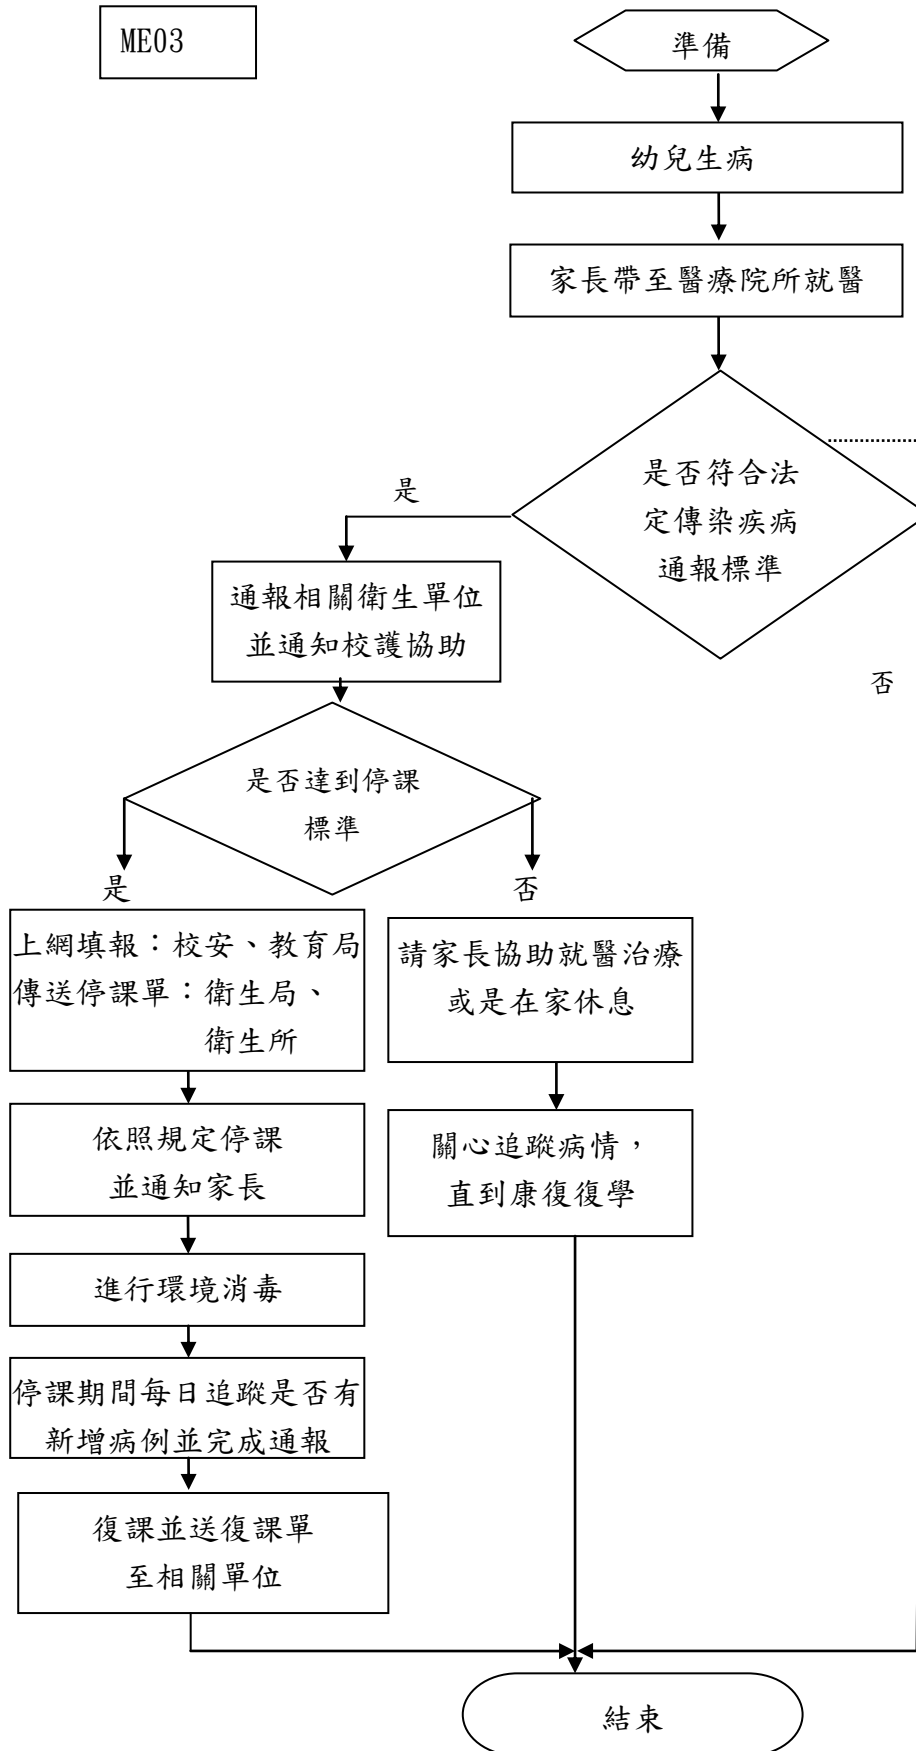 ME03
準備
幼兒生病
家長帶至醫療院所就醫
是否符合法
定傳染疾病
通報標準
是
否
通報相關衛生單位
並通知校護協助
是否達到停課
標準
是
否
上網填報：校安、教育局
傳送停課單：衛生局、
衛生所
請家長協助就醫治療
或是在家休息
依照規定停課
並通知家長
關心追蹤病情，
直到康復復學
進行環境消毒
停課期間每日追蹤是否有
新增病例並完成通報
復課並送復課單
至相關單位
結束